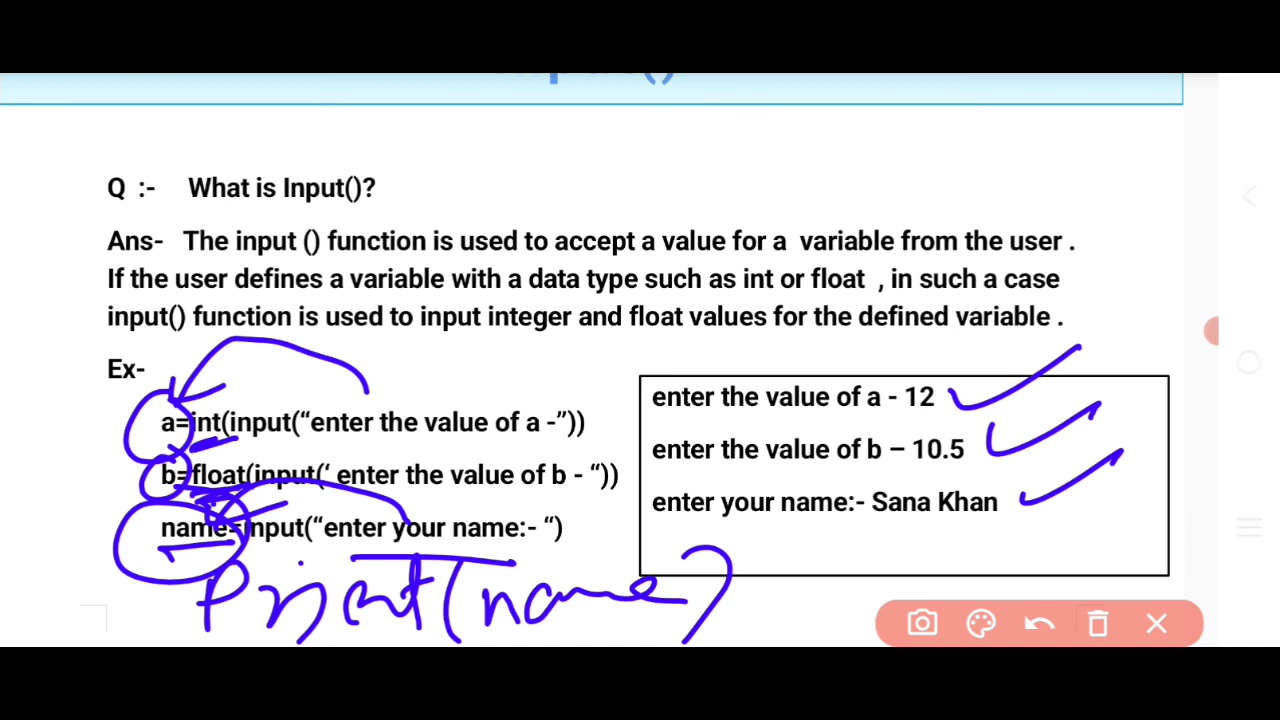 Q :- What is Input()?
Ans- The input () function is used to accept a value for a variable from the user .
If the user defines a variable with a data type such as int or float , in such a case
input() function is used to input integer and float values for the defined variable .
Ex-
a=int(input(“enter the value of a -”))
b=float(input(‘ enter the value of b - “))
name=input(“enter your name:- “)
enter the value of a - 12
enter the value of b – 10.5
enter your name:- Sana Khan
Print(name)